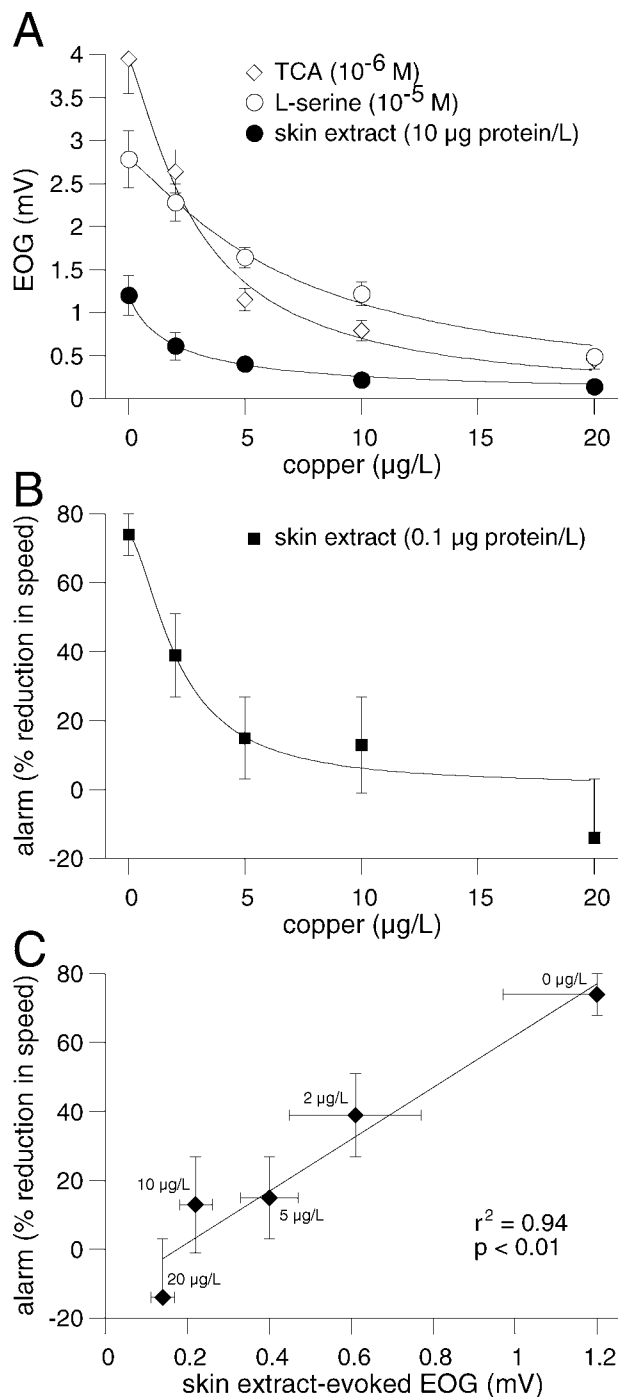 A
4
3.5
3
2.5
2
1.5
1
0.5
0
EOG (mV)
TCA (10⁻⁶ M)
L-serine (10⁻⁵ M)
skin extract (10 µg protein/L)
0 5 10 15 20
copper (µg/L)
B
80
60
40
20
0
-20
alarm (% reduction in speed)
skin extract (0.1 µg protein/L)
0 5 10 15 20
copper (µg/L)
C
80
60
40
20
0
-20
alarm (% reduction in speed)
0 µg/L
2 µg/L
10 µg/L
5 µg/L
20 µg/L
r² = 0.94
p < 0.01
0 0.2 0.4 0.6 0.8 1 1.2
skin extract-evoked EOG (mV)